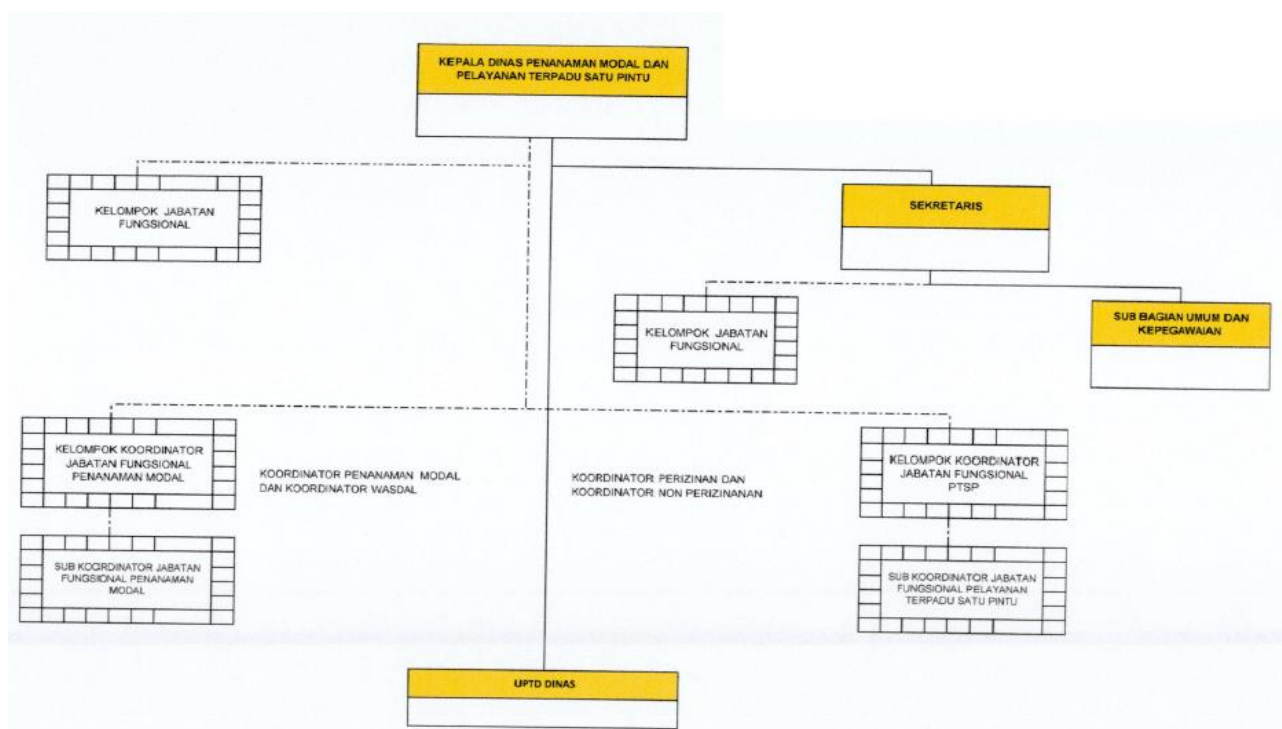 KEPALA DINAS PENANAMAN MODAL DAN
PELAYANAN TERPADU SATU PINTU
KELOMPOK JABATAN
FUNGSIONAL
SEKRETARIS
KELOMPOK JABATAN
FUNGSIONAL
SUB BAGIAN UMUM DAN
KEPEGAWAIAN
KELOMPOK KOORDINATOR
JABATAN FUNGSIONAL
PENANAMAN MODAL
KOORDINATOR PENANAMAN MODAL
DAN KOORDINATOR WASDAL
KOORDINATOR PERIZINAN DAN
KOORDINATOR NON PERIZINANAN
KELOMPOK KOORDINATOR
JABATAN FUNGSIONAL
PTSP
SUB KOORDINATOR JABATAN
FUNGSIONAL PENANAMAN
MODAL
SUB KOORDINATOR JABATAN
FUNGSIONAL PELAYANAN
TERPADU SATU PINTU
UPTD DINAS